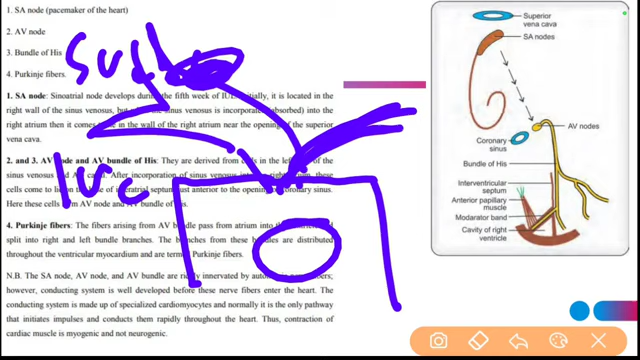 1. SA node (pacemaker of the heart)
2. AV node
3. Bundle of His
4. Purkinje fibers.
SVC
1. SA node: Sinoatrial node develops during the fifth week of IUL. Initially, it is located in the
right wall of the sinus venosus, but when the sinus venosus is incorporated (absorbed) into the
right atrium then it comes to lie in the wall of the right atrium near the opening of the superior
vena cava.
2. and 3. AV node and AV bundle of His: They are derived from cells in the left wall of the
sinus venosus and AV canal. After incorporation of sinus venosus into the right atrium, these
cells come to lie in the base of interatrial septum just anterior to the opening of coronary sinus.
Here these cells form AV node and AV bundle of His.
IVC
4. Purkinje fibers: The fibers arising from AV bundle pass from atrium into the ventricle and
split into right and left bundle branches. The branches from these bundles are distributed
throughout the ventricular myocardium and are termed Purkinje fibers.
N.B. The SA node, AV node, and AV bundle are richly innervated by autonomic nerve fibers;
however, conducting system is well developed before these nerve fibers enter the heart. The
conducting system is made up of specialized cardiomyocytes and normally it is the only pathway
that initiates impulses and conducts them rapidly throughout the heart. Thus, contraction of
cardiac muscle is myogenic and not neurogenic.
Superior
vena cava
SA nodes
AV nodes
Coronary
sinus
Bundle of His
Interventricular
septum
Anterior papillary
muscle
Moderator band
Cavity of right
ventricle